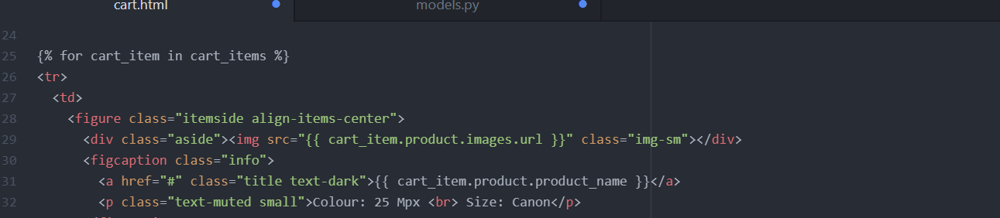 cart.html models.py
24
25 {% for cart_item in cart_items %}
26 <tr>
27 <td>
28 <figure class="itemside align-items-center">
29 <div class="aside"><img src="{{ cart_item.product.images.url }}" class="img-sm"></div>
30 <figcaption class="info">
31 <a href="#" class="title text-dark">{{ cart_item.product.product_name }}</a>
32 <p class="text-muted small">Colour: 25 Mpx <br> Size: Canon</p>